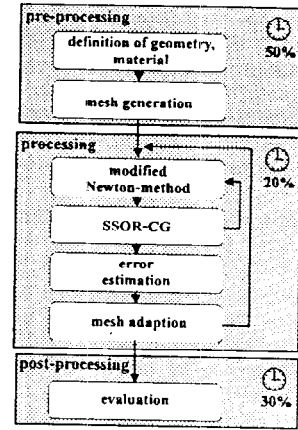 pre-processing
definition of geometry,
material
50%
mesh generation
processing
modified
Newton-method
20%
SSOR-CG
error
estimation
mesh adaption
post-processing
evaluation
30%